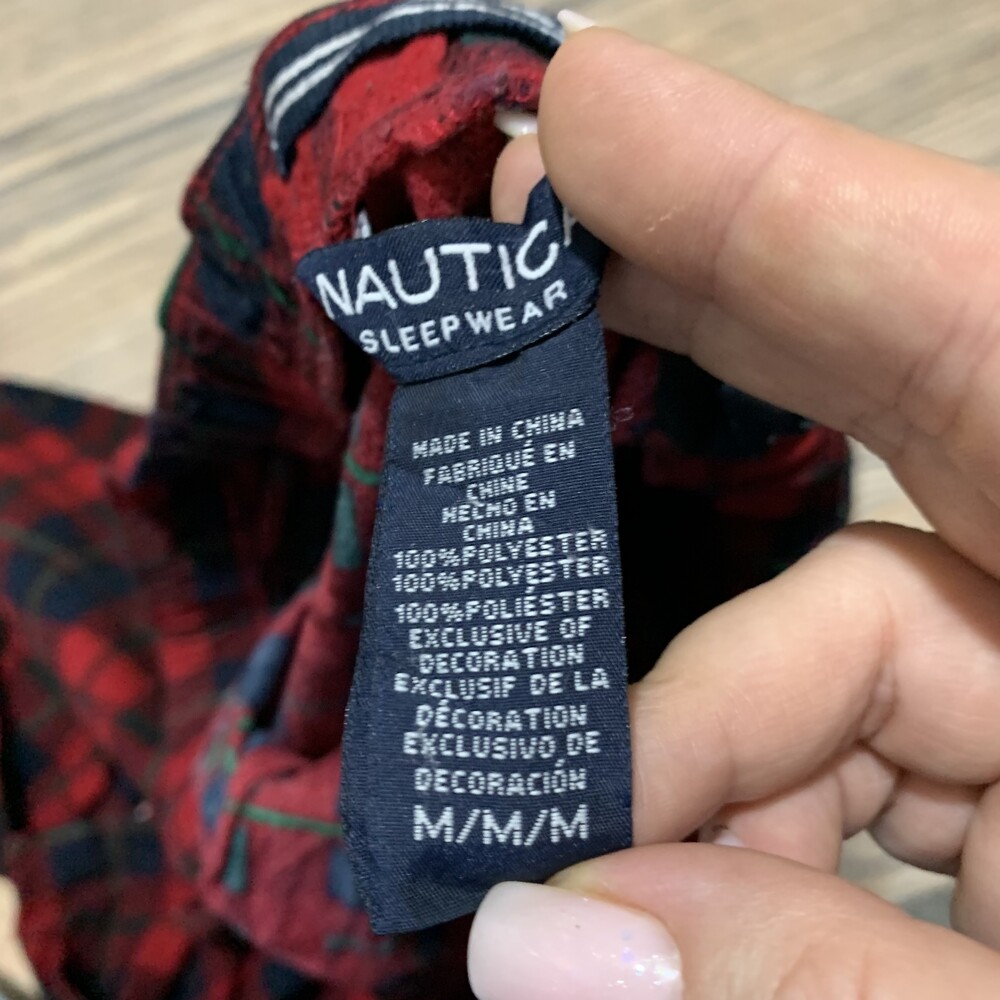 NAUTICA
SLEEPWEAR
MADE IN CHINA
FABRIQUÉ EN
CHINE
HECHO EN
CHINA
100%POLYESTER
100%POLYESTER
100%POLIÉSTER
EXCLUSIVE OF
DECORATION
EXCLUSIF DE LA
DÉCORATION
EXCLUSIVO DE
DECORACIÓN
M/M/M